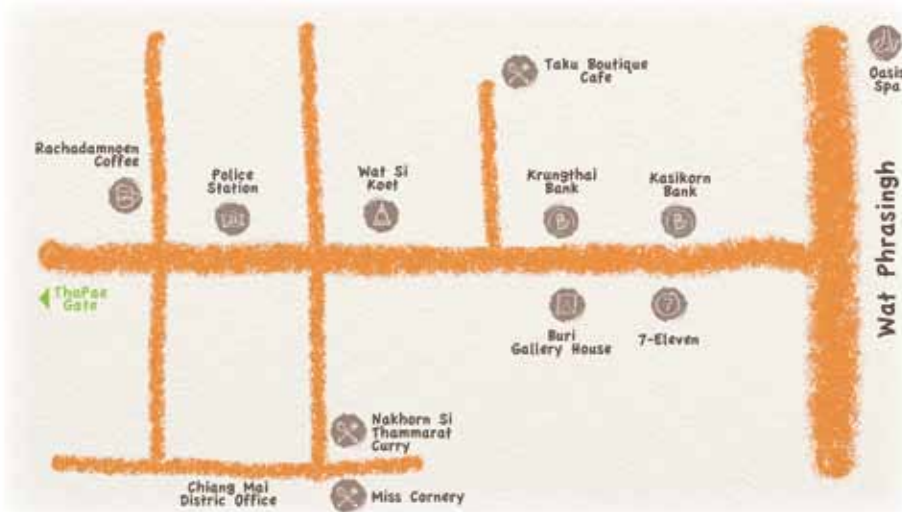 Taku Boutique
Cafe
Oasis
Spa
Rachadamnoen
Coffee
Police
Station
Wat Si
Koet
Krungthai
Bank
Kasikorn
Bank
Wat Phrasingh
ThaPae
Gate
Buri
Gallery House
7-Eleven
7
Nakhorn Si
Thammarat
Curry
Chiang Mai
Distric Office
Miss Cornery